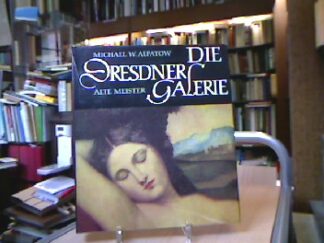 MICHAEL W. ALPATOW
DIE
DRESDNER
ALTE MEISTER
GALERIE